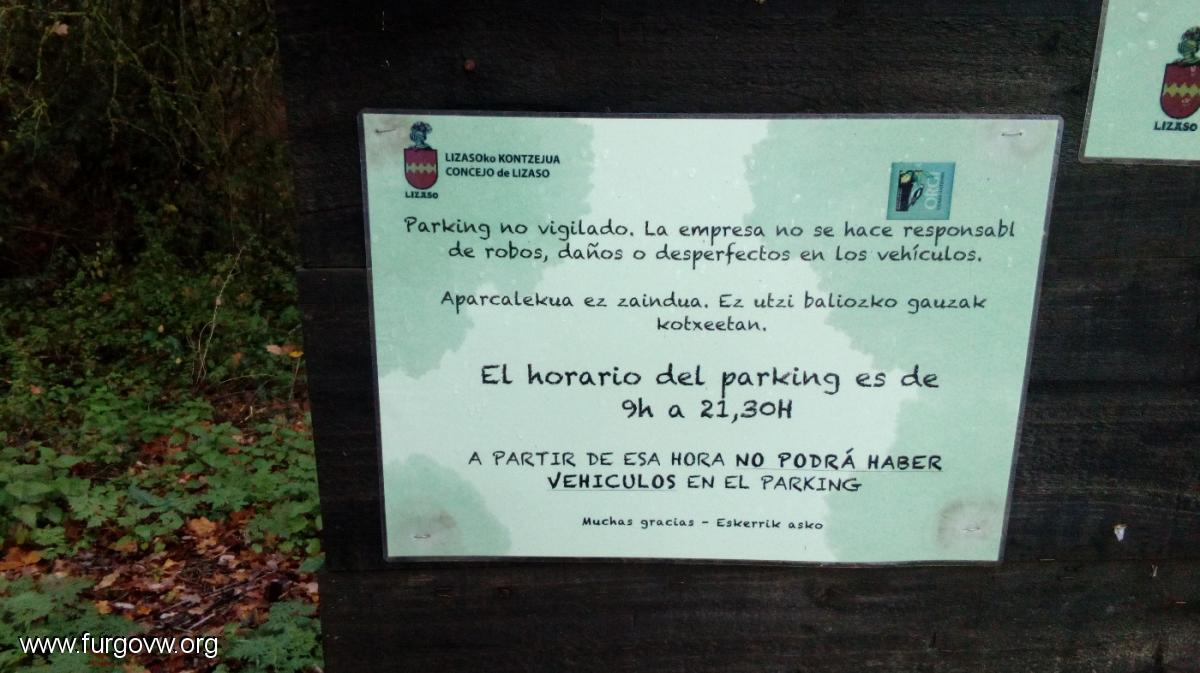 LIZASOko KONTZEJUA
CONCEJO de LIZASO
LIZASO
ORGI
Parking no vigilado. La empresa no se hace responsabl
de robos, daños o desperfectos en los vehículos.
Aparcalekua ez zaindua. Ez utzi baliozko gauzak
kotxeetan.
El horario del parking es de
9h a 21,30H
A PARTIR DE ESA HORA NO PODRÁ HABER
VEHICULOS EN EL PARKING
Muchas gracias - Eskerrik asko
LIZASO
www.furgovw.org